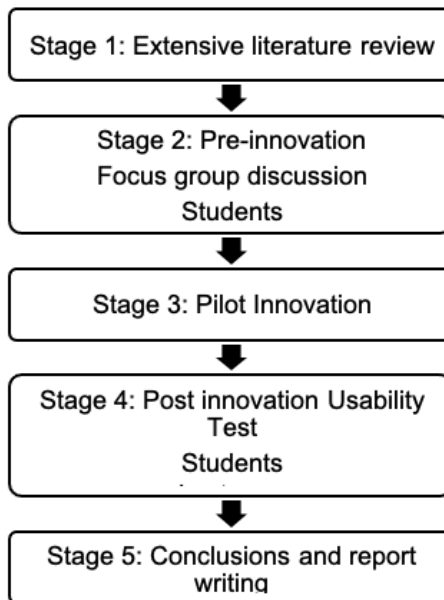 Stage 1: Extensive literature review
Stage 2: Pre-innovation
Focus group discussion
Students
Stage 3: Pilot Innovation
Stage 4: Post innovation Usability
Test
Students
Stage 5: Conclusions and report
writing